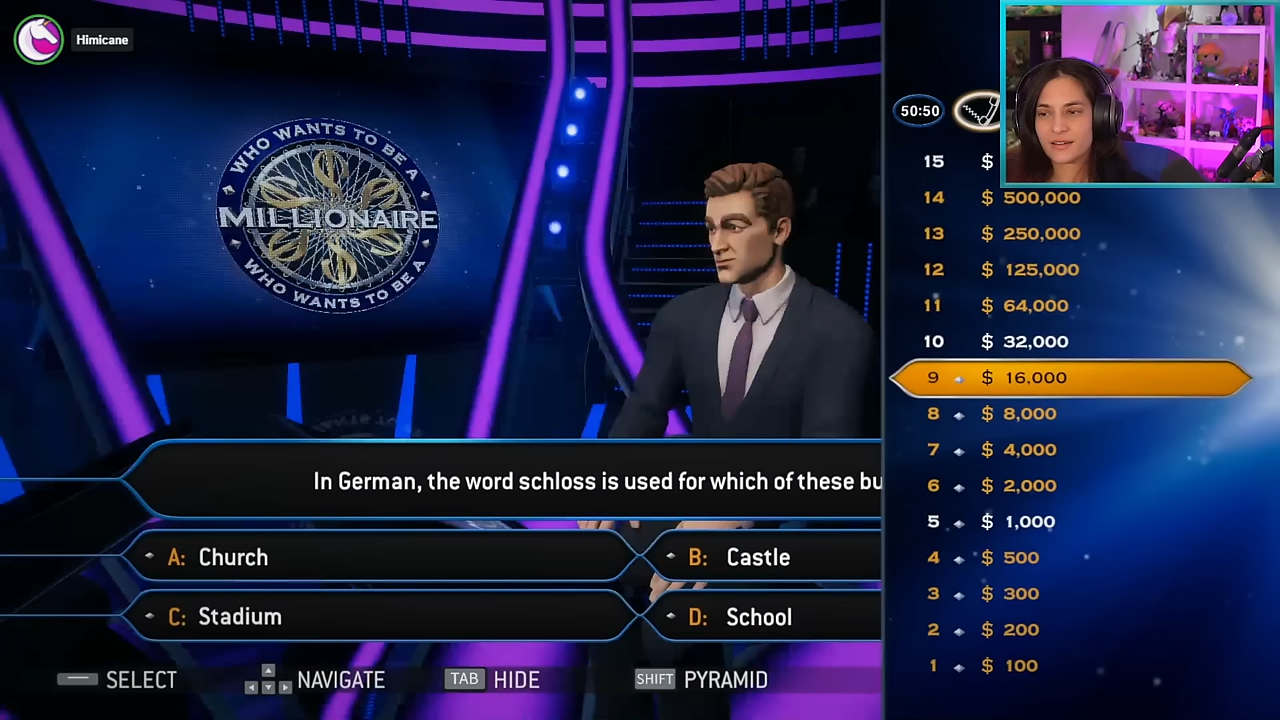 Himicane
WHO WANTS TO BE A
MILLIONAIRE
WHO WANTS TO BE A
50:50
15 $
14 $ 500,000
13 $ 250,000
12 $ 125,000
11 $ 64,000
10 $ 32,000
9 $ 16,000
8 $ 8,000
7 $ 4,000
6 $ 2,000
5 $ 1,000
4 $ 500
3 $ 300
2 $ 200
1 $ 100
In German, the word schloss is used for which of these bu
A: Church
B: Castle
C: Stadium
D: School
SELECT
NAVIGATE
TAB HIDE
SHIFT PYRAMID